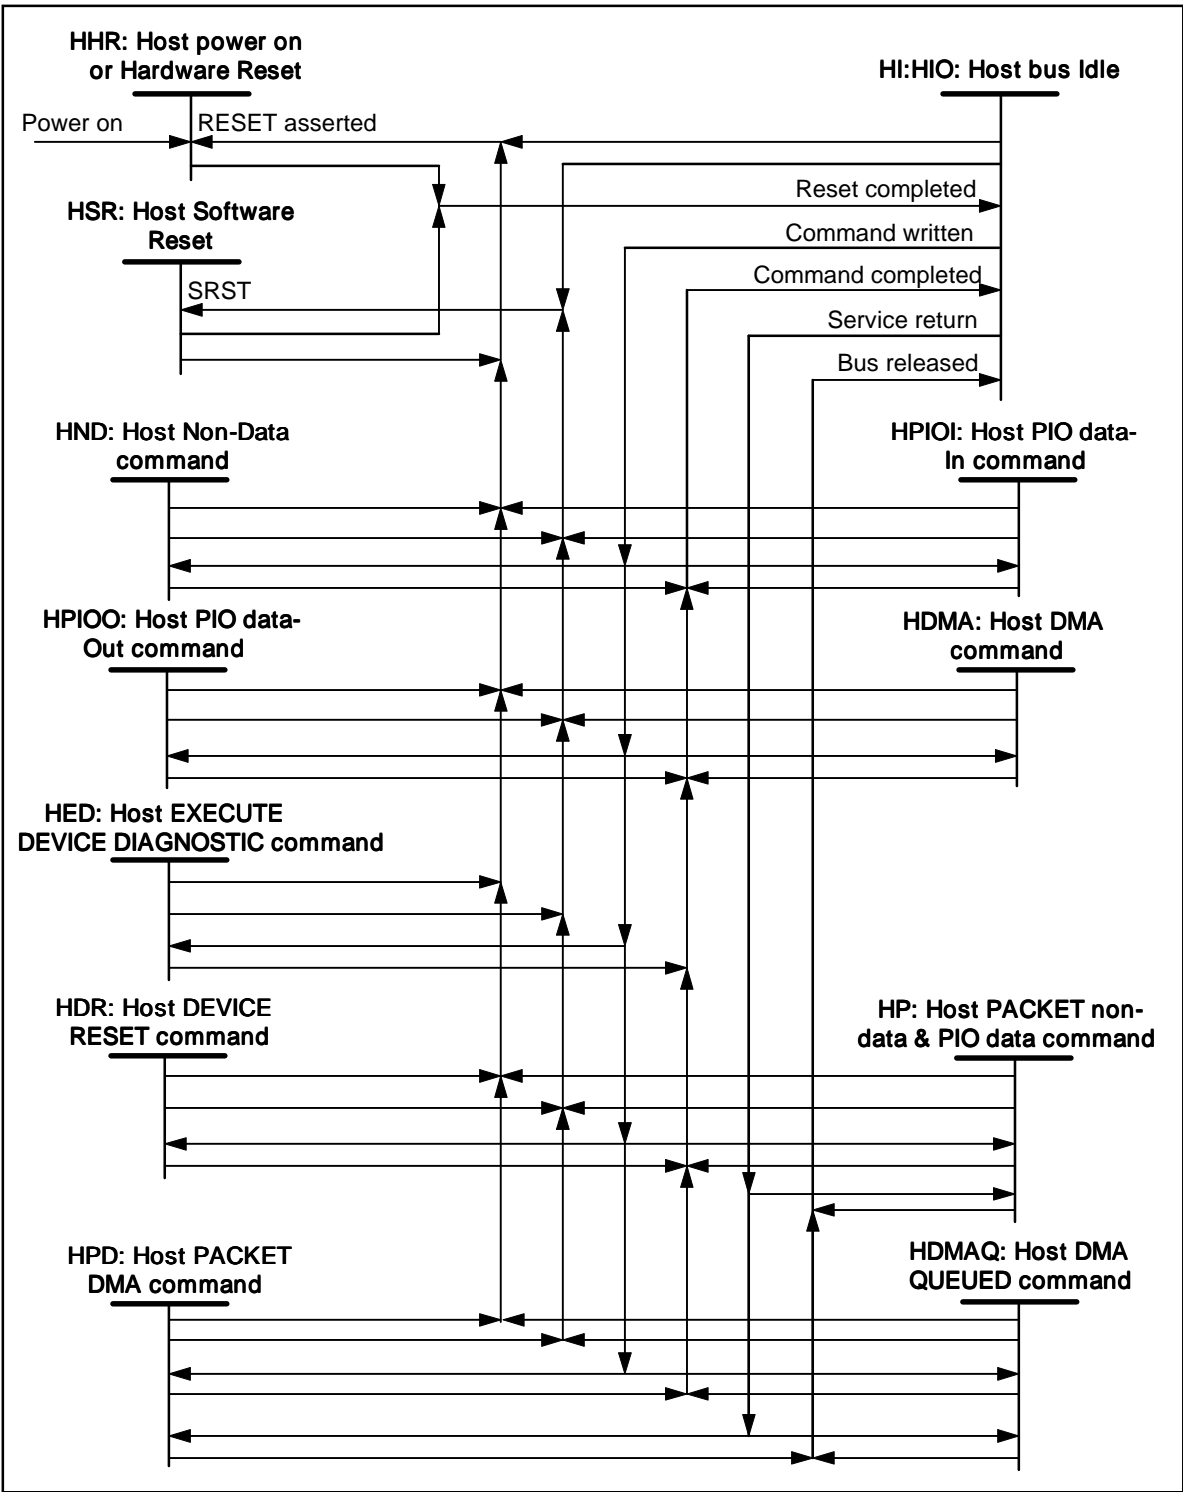 HHR: Host power on
or Hardware Reset
HI:HIO: Host bus Idle
Power on
RESET asserted
Reset completed
HSR: Host Software
Reset
Command written
Command completed
SRST
Service return
Bus released
HND: Host Non-Data
command
HPIOI: Host PIO data-
In command
HPIOO: Host PIO data-
Out command
HDMA: Host DMA
command
HED: Host EXECUTE
DEVICE DIAGNOSTIC command
HDR: Host DEVICE
RESET command
HP: Host PACKET non-
data & PIO data command
HPD: Host PACKET
DMA command
HDMAQ: Host DMA
QUEUED command